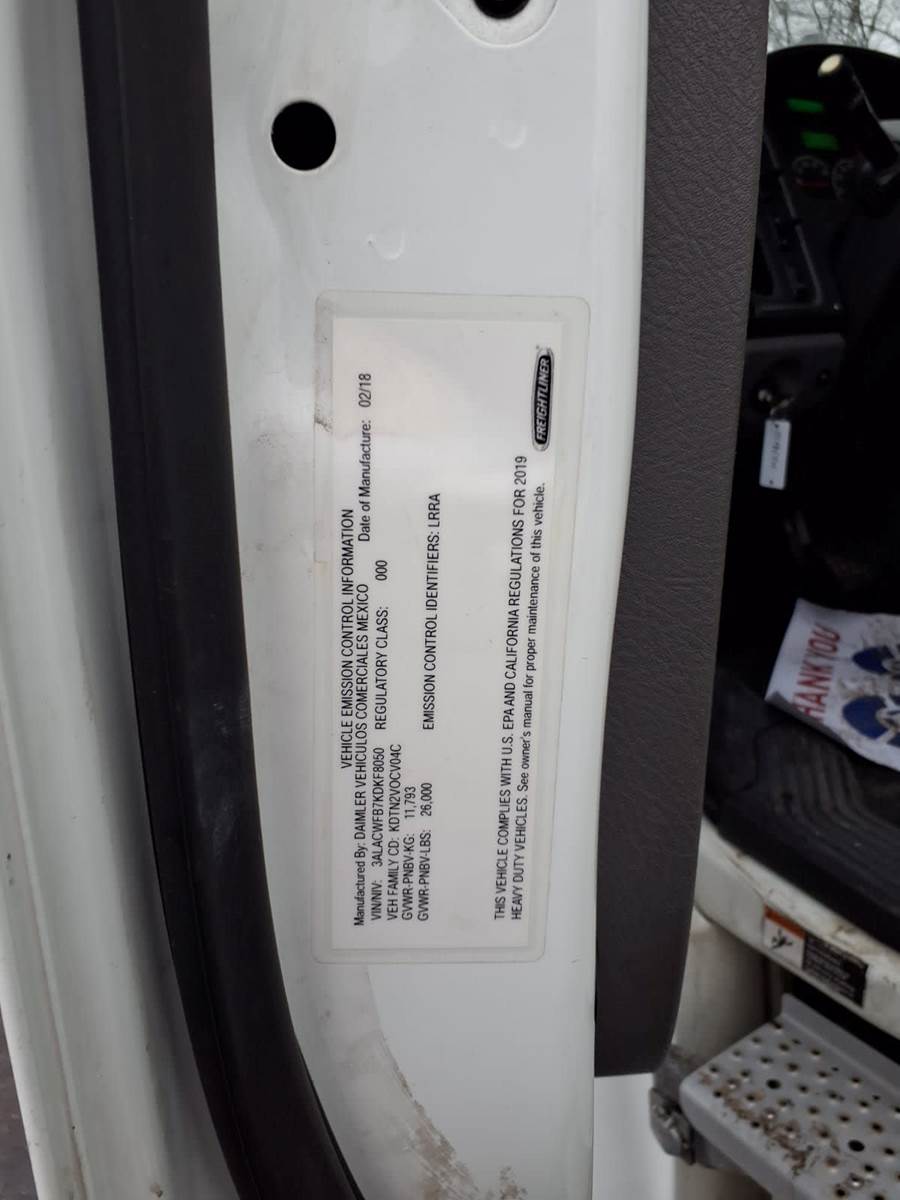 VEHICLE EMISSION CONTROL INFORMATION
Manufactured By: DAIMLER VEHICULOS COMERCIALES MEXICO Date of Manufacture: 02/18
VIN/NIV: 3ALACWFB7KDKF8050 REGULATORY CLASS: 000
VEH FAMILY CD: KDTN2VOCV04C
GVWR-PNBV-KG: 11,793
GVWR-PNBV-LBS: 26,000 EMISSION CONTROL IDENTIFIERS: LRRA
THIS VEHICLE COMPLIES WITH U.S. EPA AND CALIFORNIA REGULATIONS FOR 2019
HEAVY DUTY VEHICLES. See owner's manual for proper maintenance of this vehicle.
FREIGHTLINER
HANK YOU